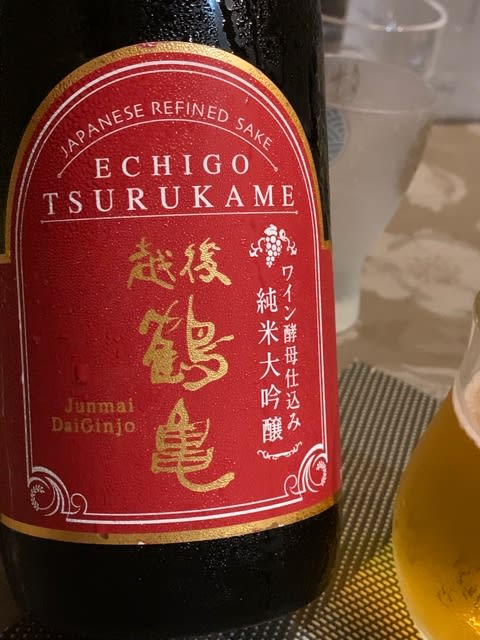 JAPANESE REFINED SAKE
ECHIGO
TSURUKAME
越後
鶴亀
ワイン酵母仕込み
純米大吟醸
Junmai
DaiGinjo